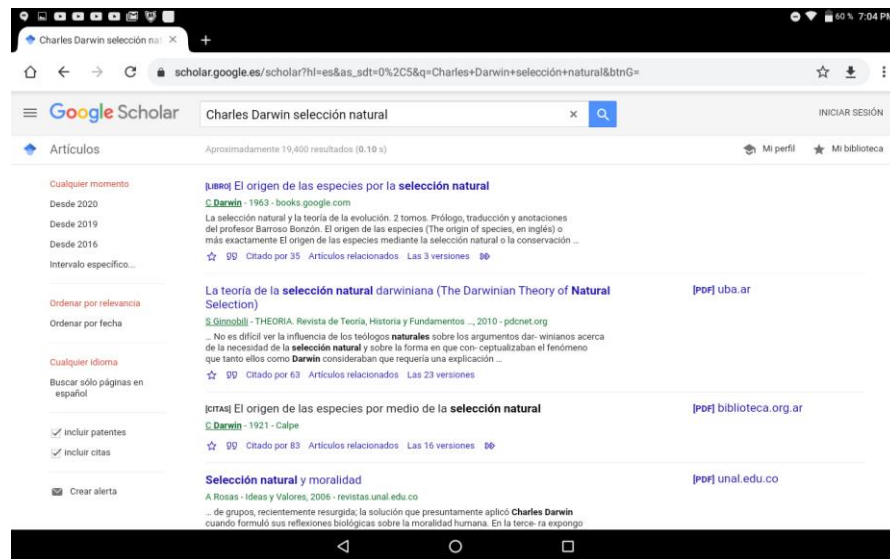 60 % 7:04 PM
Charles Darwin selección nat
scholar.google.es/scholar?hl=es&as_sdt=0%2C5&q=Charles+Darwin+selección+natural&btnG=
Google Scholar
Charles Darwin selección natural
INICIAR SESIÓN
Artículos
Aproximadamente 19,400 resultados (0.10 s)
Mi perfil
Mi biblioteca
Cualquier momento
Desde 2020
Desde 2019
Desde 2016
Intervalo específico...
Ordenar por relevancia
Ordenar por fecha
Cualquier idioma
Buscar sólo páginas en
español
incluir patentes
incluir citas
Crear alerta
[LIBRO] El origen de las especies por la selección natural
C Darwin - 1963 - books.google.com
La selección natural y la teoría de la evolución. 2 tomos. Prólogo, traducción y anotaciones
del profesor Barroso Bonzón. El origen de las especies (The origin of species, en inglés) o
más exactamente El origen de las especies mediante la selección natural o la conservación ...
Citado por 35 Artículos relacionados Las 3 versiones
La teoría de la selección natural darwiniana (The Darwinian Theory of Natural
Selection)
S Ginnobili - THEORIA. Revista de Teoría, Historia y Fundamentos ..., 2010 - pdcnet.org
... No es difícil ver la influencia de los teólogos naturales sobre los argumentos dar- winianos acerca
de la necesidad de la selección natural y sobre la forma en que con- ceptualizaban el fenómeno
que tanto ellos como Darwin consideraban que requería una explicación ...
Citado por 63 Artículos relacionados Las 23 versiones
[PDF] uba.ar
[CITAS] El origen de las especies por medio de la selección natural
C Darwin - 1921 - Calpe
Citado por 83 Artículos relacionados Las 16 versiones
[PDF] biblioteca.org.ar
Selección natural y moralidad
A Rosas - Ideas y Valores, 2006 - revistas.unal.edu.co
... de grupos, recientemente resurgida; la solución que presuntamente aplicó Charles Darwin
cuando formuló sus reflexiones biológicas sobre la moralidad humana. En la terce- ra expongo
[PDF] unal.edu.co